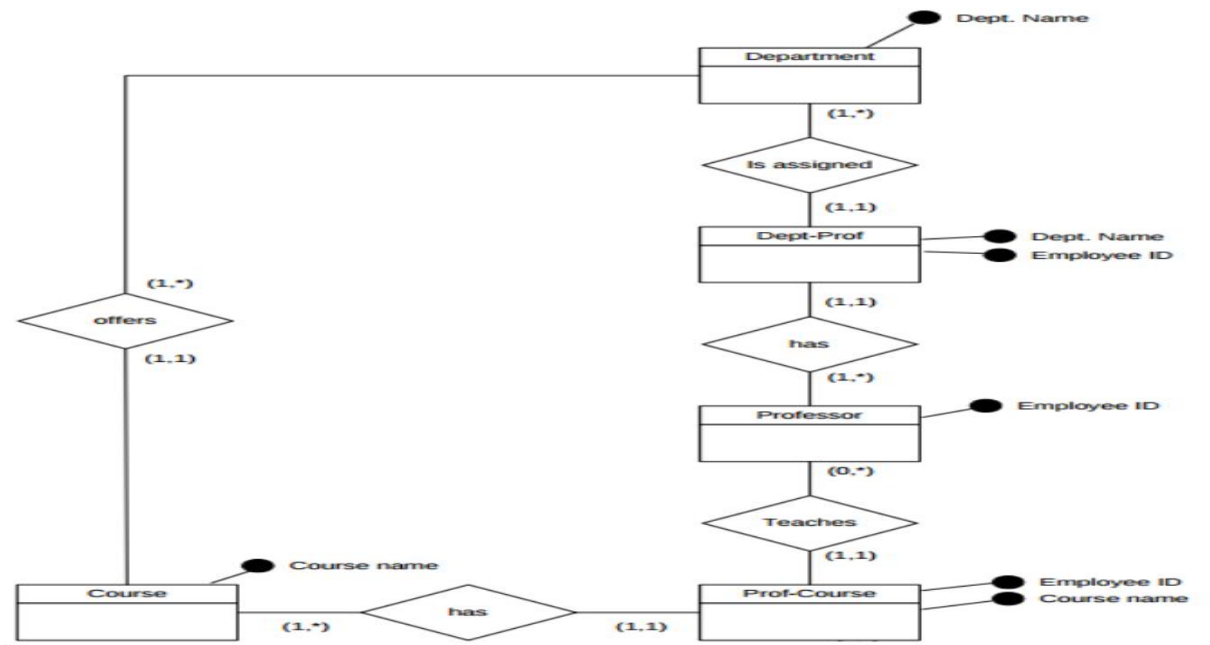 Dept. Name
Department
(1,*)
Is assigned
(1,1)
Dept-Prof
Dept. Name
Employee ID
(1,*)
offers
(1,1)
(1,1)
has
(1,*)
Professor
Employee ID
(0,*)
Teaches
(1,1)
Course name
Course
has
(1,*)
(1,1)
Prof-Course
Employee ID
Course name